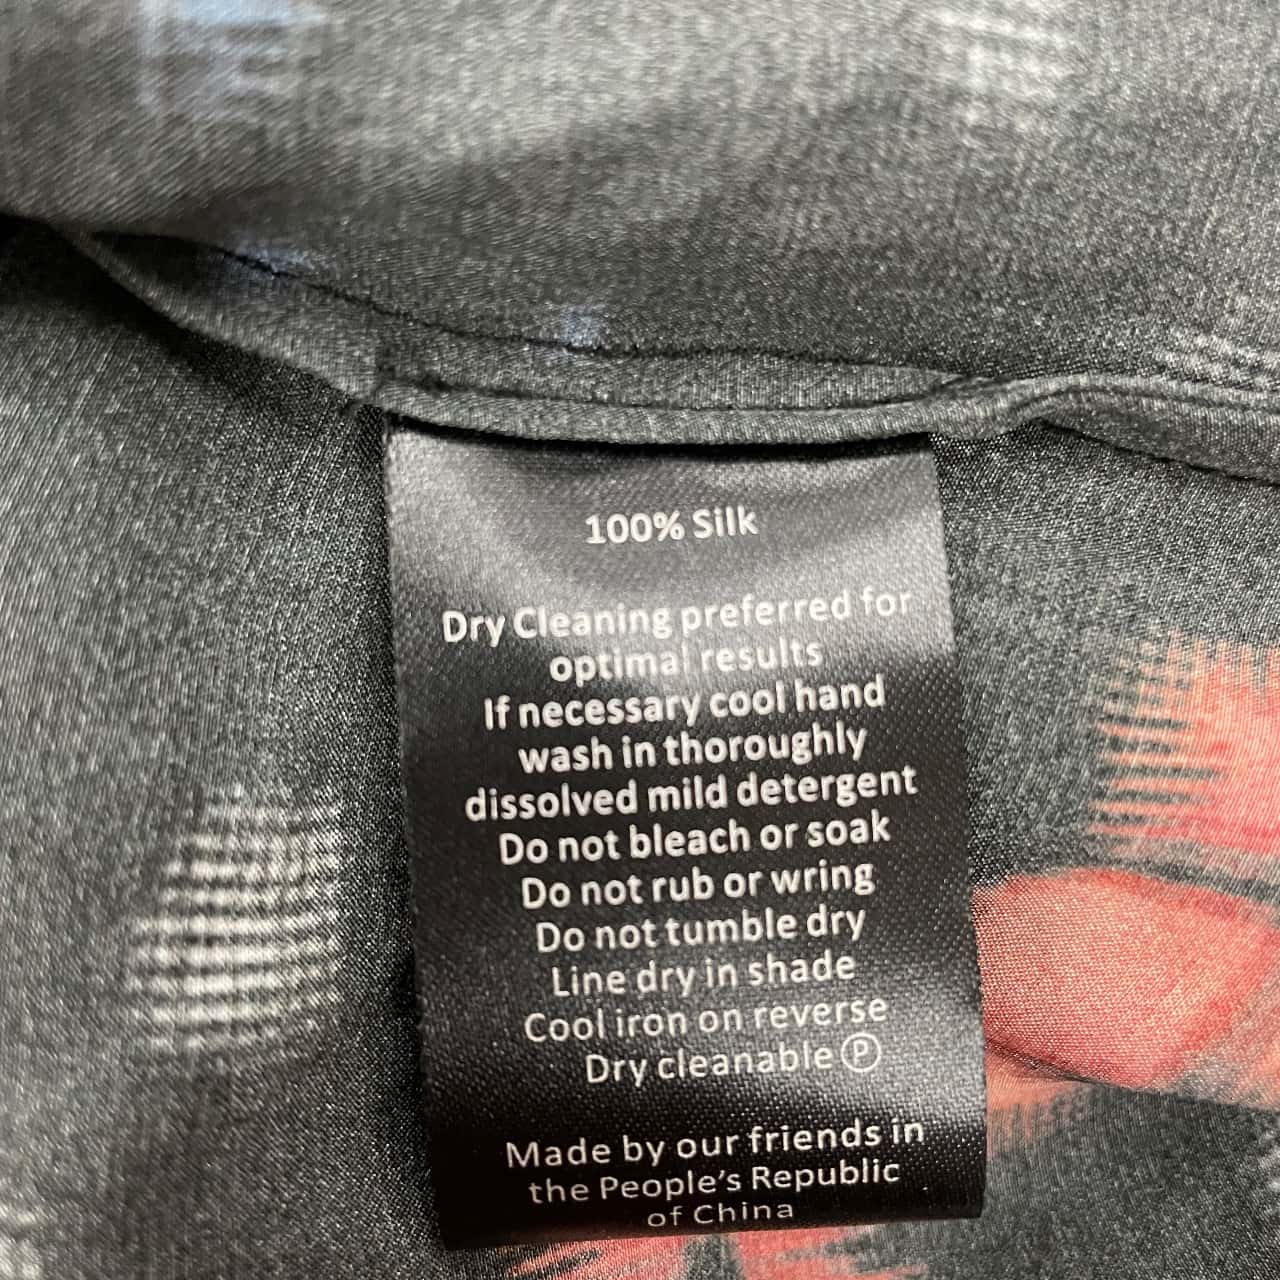 100% Silk
Dry Cleaning preferred for
optimal results
If necessary cool hand
wash in thoroughly
dissolved mild detergent
Do not bleach or soak
Do not rub or wring
Do not tumble dry
Line dry in shade
Cool iron on reverse
Dry cleanable Ⓟ
Made by our friends in
the People's Republic
of China